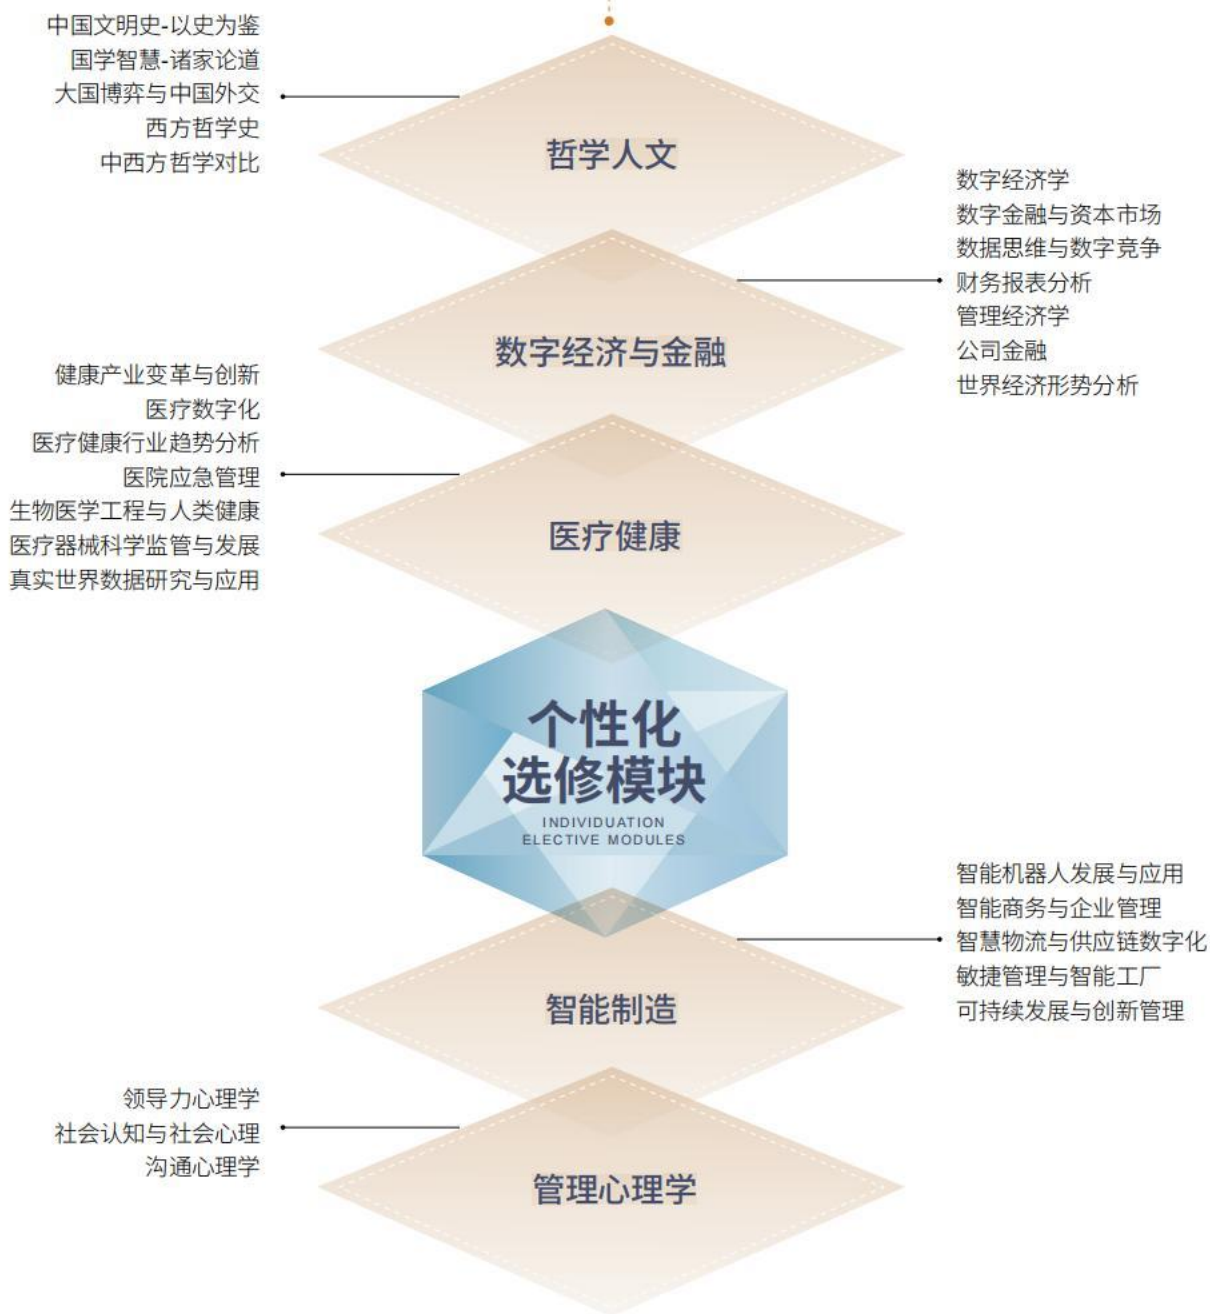 中国文明史-以史为鉴
国学智慧-诸家论道
大国博弈与中国外交
西方哲学史
中西方哲学对比
哲学人文
数字经济学
数字金融与资本市场
数据思维与数字竞争
财务报表分析
管理经济学
公司金融
世界经济形势分析
数字经济与金融
健康产业变革与创新
医疗数字化
医疗健康行业趋势分析
医院应急管理
生物医学工程与人类健康
医疗器械科学监管与发展
真实世界数据研究与应用
医疗健康
个性化
选修模块
INDIVIDUATION
ELECTIVE MODULES
智能机器人发展与应用
智能商务与企业管理
智慧物流与供应链数字化
敏捷管理与智能工厂
可持续发展与创新管理
智能制造
领导力心理学
社会认知与社会心理
沟通心理学
管理心理学